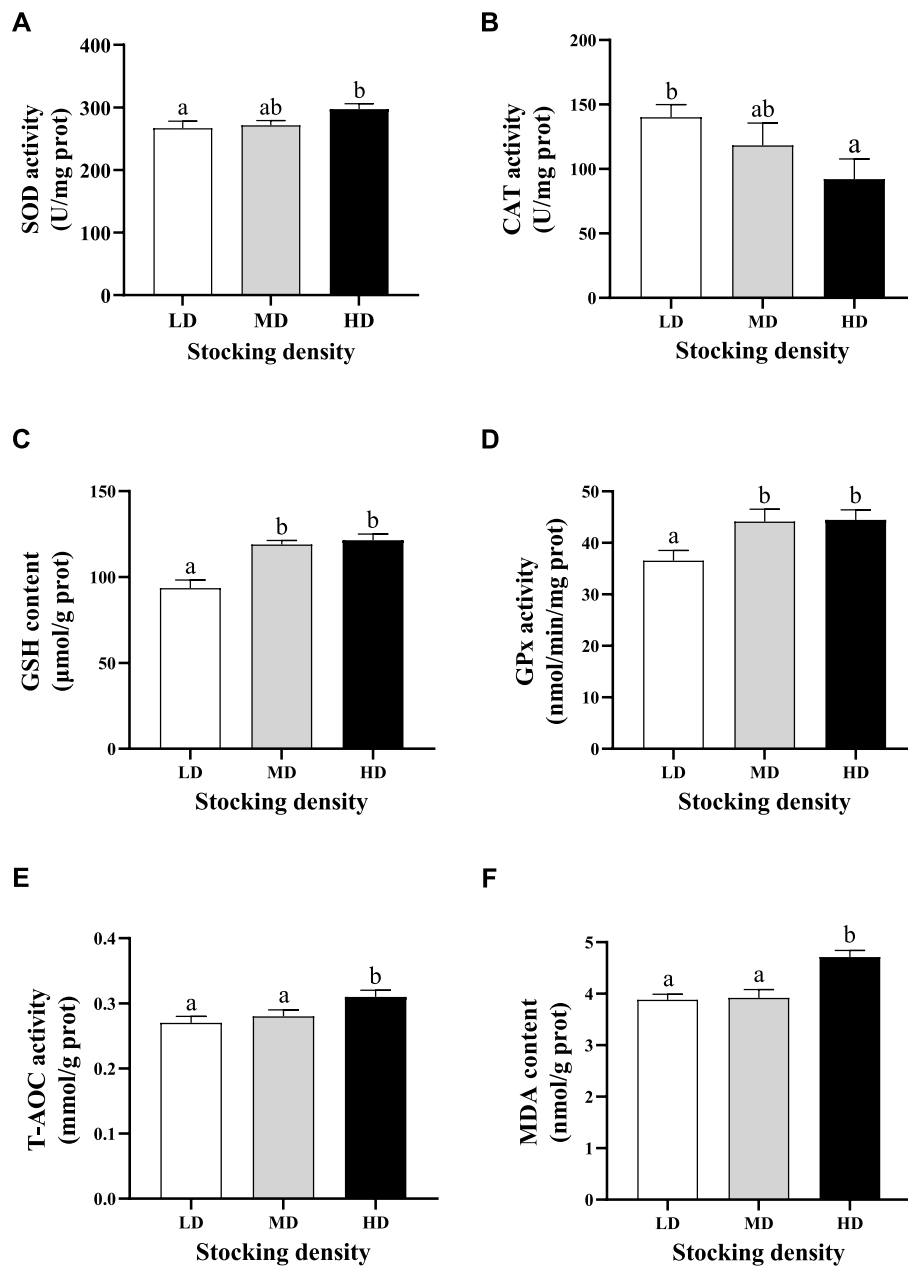 A
SOD activity
(U/mg prot)
400
300
200
100
0
a
ab
b
LD
MD
HD
Stocking density
B
CAT activity
(U/mg prot)
200
150
100
50
0
b
ab
a
LD
MD
HD
Stocking density
C
GSH content
(μmol/g prot)
150
100
50
0
a
b
b
LD
MD
HD
Stocking density
D
GPx activity
(nmol/min/mg prot)
50
40
30
20
10
0
a
b
b
LD
MD
HD
Stocking density
E
T-AOC activity
(mmol/g prot)
0.4
0.3
0.2
0.1
0.0
a
a
b
LD
MD
HD
Stocking density
F
MDA content
(nmol/g prot)
5
4
3
2
1
0
a
a
b
LD
MD
HD
Stocking density